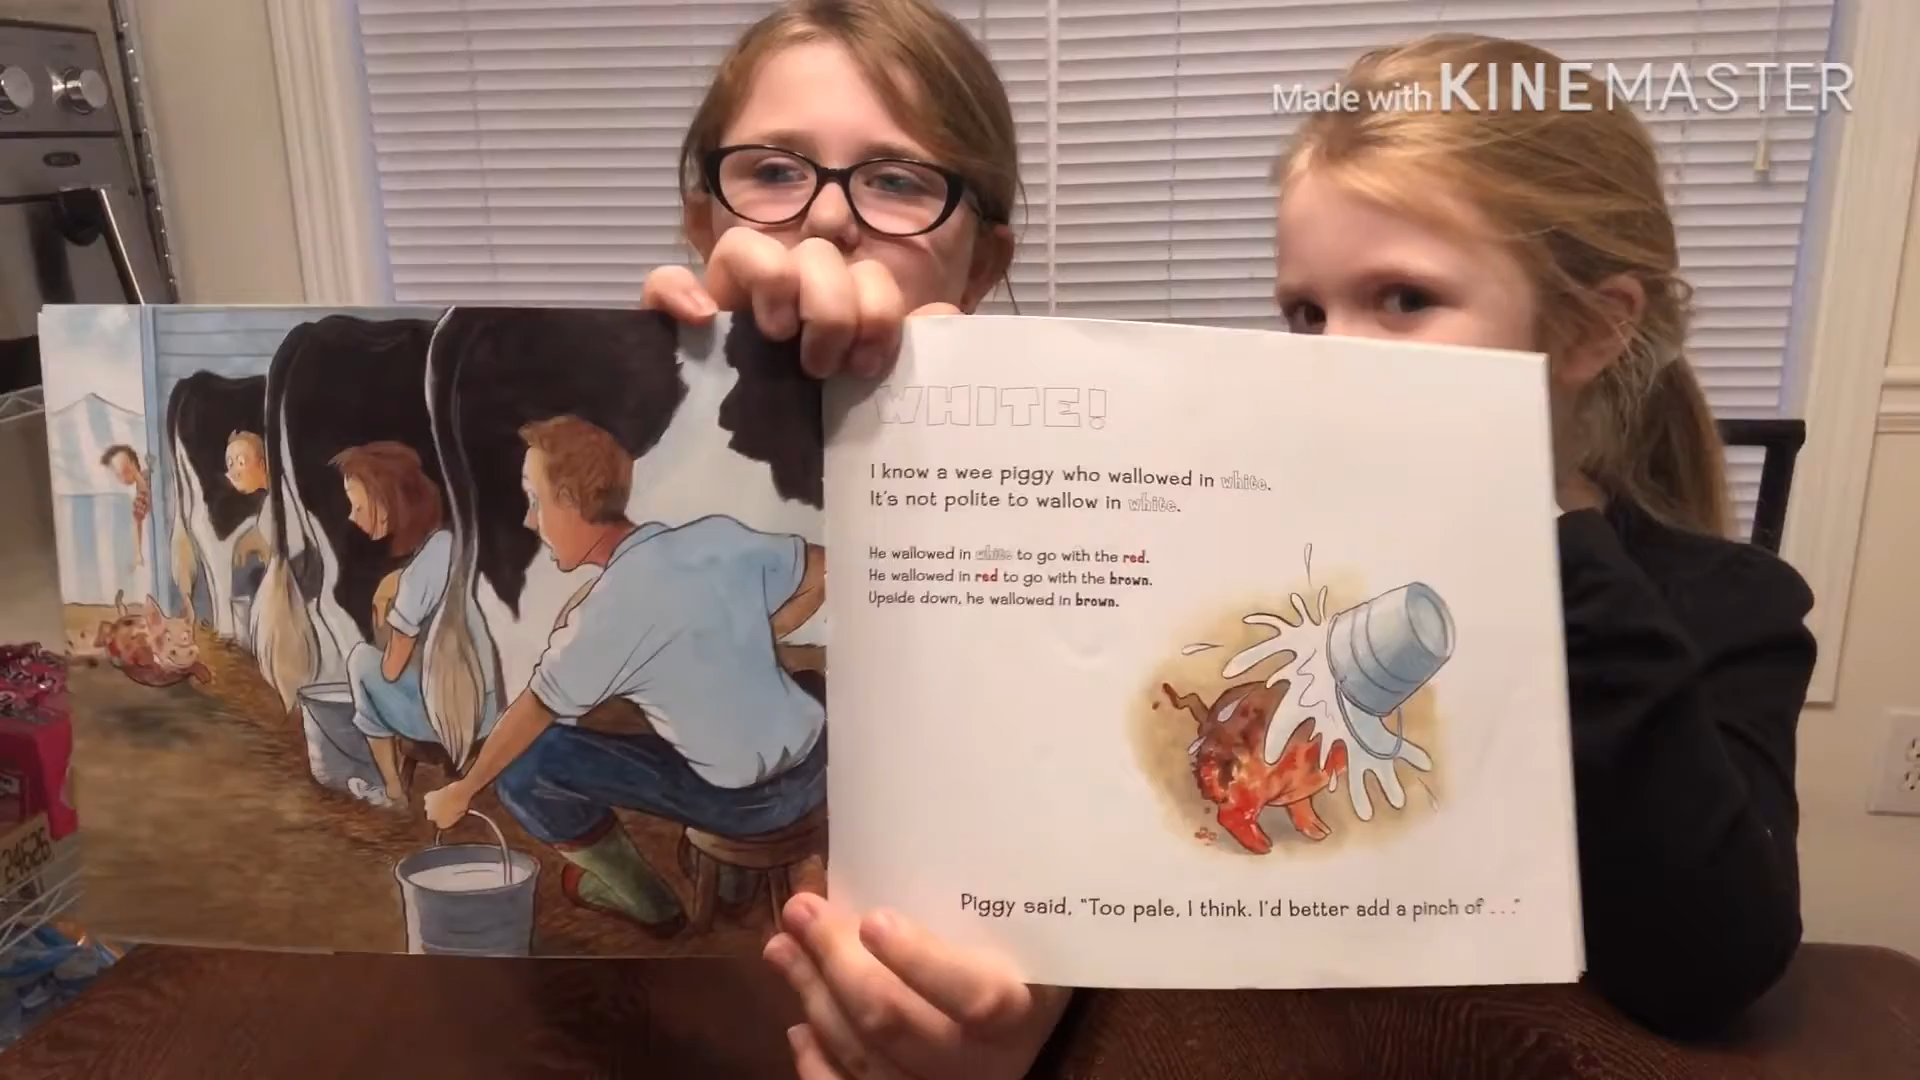 Made with KINEMASTER
WHITE!
I know a wee piggy who wallowed in white.
It's not polite to wallow in white.
He wallowed in white to go with the red.
He wallowed in red to go with the brown.
Upside down, he wallowed in brown.
Piggy said, "Too pale, I think. I'd better add a pinch of . . ."
24626